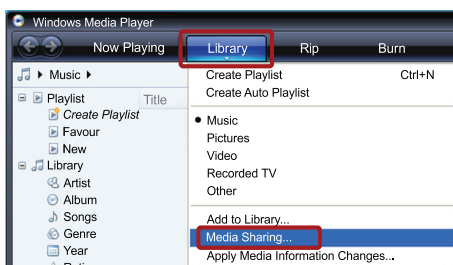 Windows Media Player
Now Playing Library Rip Burn
Music
Playlist Title
Create Playlist
Favour
New
Library
Artist
Album
Songs
Genre
Year
Create Playlist Ctrl+N
Create Auto Playlist
Music
Pictures
Video
Recorded TV
Other
Add to Library...
Media Sharing...
Apply Media Information Changes...